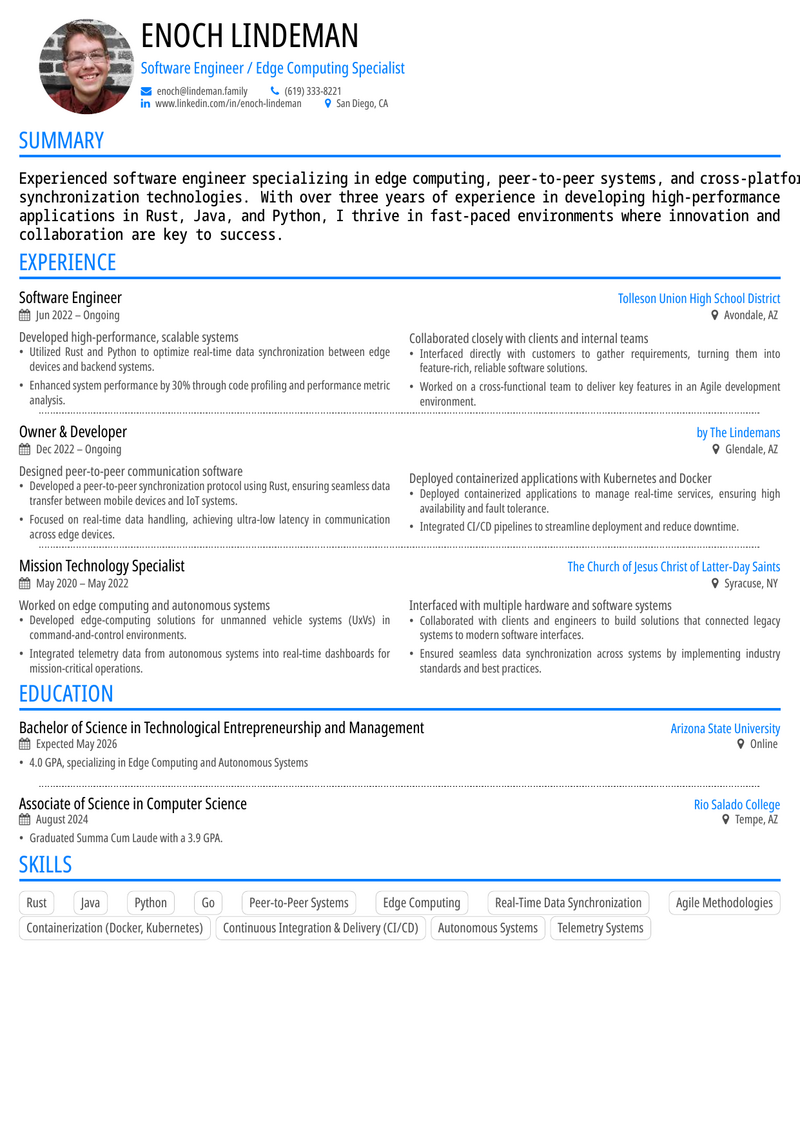 ENOCH LINDEMAN
Software Engineer / Edge Computing Specialist
enoch@lindeman.family (619) 333-8221
www.linkedin.com/in/enoch-lindeman San Diego, CA
SUMMARY
Experienced software engineer specializing in edge computing, peer-to-peer systems, and cross-platfor
synchronization technologies. With over three years of experience in developing high-performance
applications in Rust, Java, and Python, I thrive in fast-paced environments where innovation and
collaboration are key to success.
EXPERIENCE
Software Engineer Tolleson Union High School District
Jun 2022 – Ongoing Avondale, AZ
Developed high-performance, scalable systems
• Utilized Rust and Python to optimize real-time data synchronization between edge
devices and backend systems.
• Enhanced system performance by 30% through code profiling and performance metric
analysis.
Collaborated closely with clients and internal teams
• Interfaced directly with customers to gather requirements, turning them into
feature-rich, reliable software solutions.
• Worked on a cross-functional team to deliver key features in an Agile development
environment.
Owner & Developer by The Lindemans
Dec 2022 – Ongoing Glendale, AZ
Designed peer-to-peer communication software
• Developed a peer-to-peer synchronization protocol using Rust, ensuring seamless data
transfer between mobile devices and IoT systems.
• Focused on real-time data handling, achieving ultra-low latency in communication
across edge devices.
Deployed containerized applications with Kubernetes and Docker
• Deployed containerized applications to manage real-time services, ensuring high
availability and fault tolerance.
• Integrated CI/CD pipelines to streamline deployment and reduce downtime.
Mission Technology Specialist The Church of Jesus Christ of Latter-Day Saints
May 2020 – May 2022 Syracuse, NY
Worked on edge computing and autonomous systems
• Developed edge-computing solutions for unmanned vehicle systems (UxVs) in
command-and-control environments.
• Integrated telemetry data from autonomous systems into real-time dashboards for
mission-critical operations.
Interfaced with multiple hardware and software systems
• Collaborated with clients and engineers to build solutions that connected legacy
systems to modern software interfaces.
• Ensured seamless data synchronization across systems by implementing industry
standards and best practices.
EDUCATION
Bachelor of Science in Technological Entrepreneurship and Management Arizona State University
Expected May 2026 Online
• 4.0 GPA, specializing in Edge Computing and Autonomous Systems
Associate of Science in Computer Science Rio Salado College
August 2024 Tempe, AZ
• Graduated Summa Cum Laude with a 3.9 GPA.
SKILLS
Rust Java Python Go Peer-to-Peer Systems Edge Computing Real-Time Data Synchronization Agile Methodologies
Containerization (Docker, Kubernetes) Continuous Integration & Delivery (CI/CD) Autonomous Systems Telemetry Systems